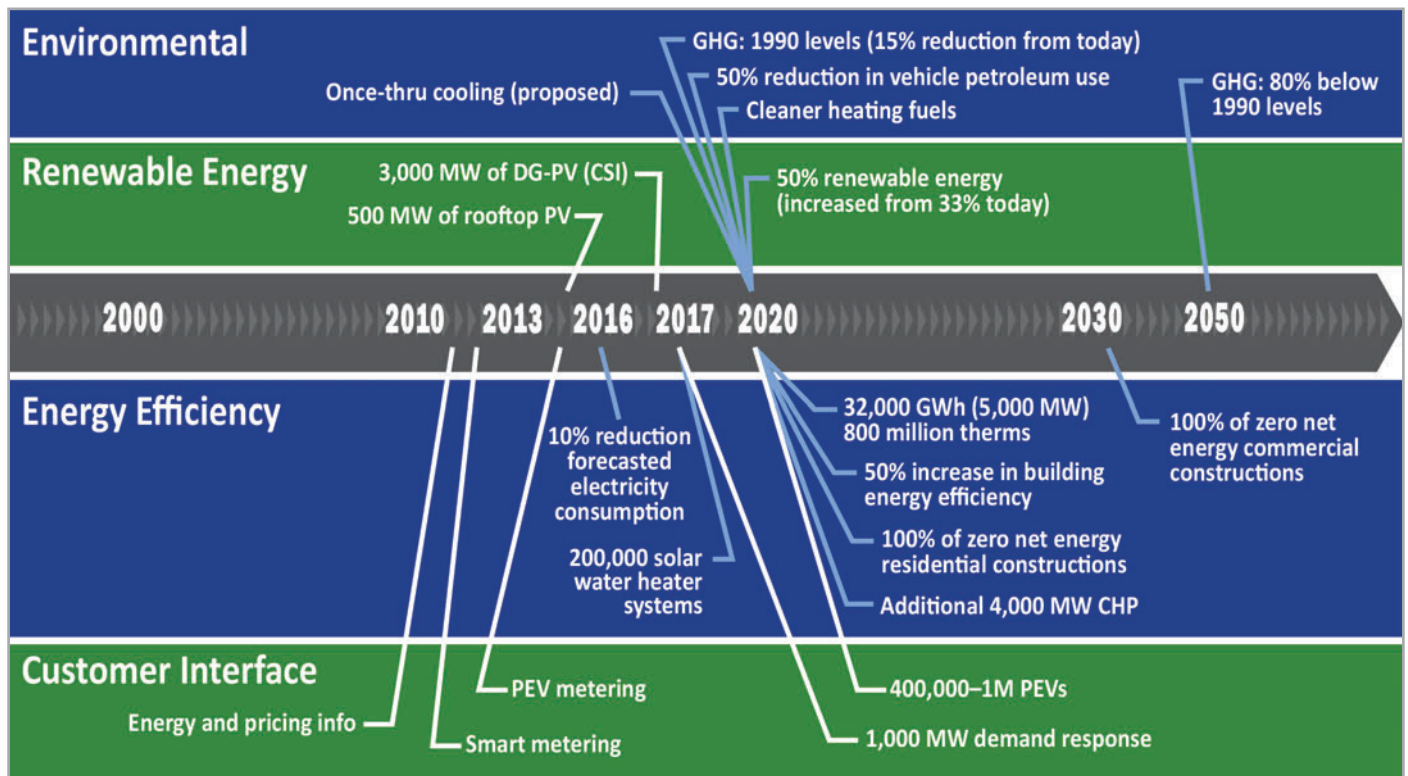 Environmental
GHG: 1990 levels (15% reduction from today)
50% reduction in vehicle petroleum use
Once-thru cooling (proposed)
Cleaner heating fuels
GHG: 80% below
1990 levels
Renewable Energy
3,000 MW of DG-PV (CSI)
500 MW of rooftop PV
50% renewable energy
(increased from 33% today)
2000
2010
2013
2016
2017
2020
2030
2050
Energy Efficiency
10% reduction
forecasted
electricity
consumption
200,000 solar
water heater
systems
32,000 GWh (5,000 MW)
800 million therms
50% increase in building
energy efficiency
100% of zero net energy
residential constructions
Additional 4,000 MW CHP
100% of zero net
energy commercial
constructions
Customer Interface
Energy and pricing info
Smart metering
PEV metering
400,000–1M PEVs
1,000 MW demand response